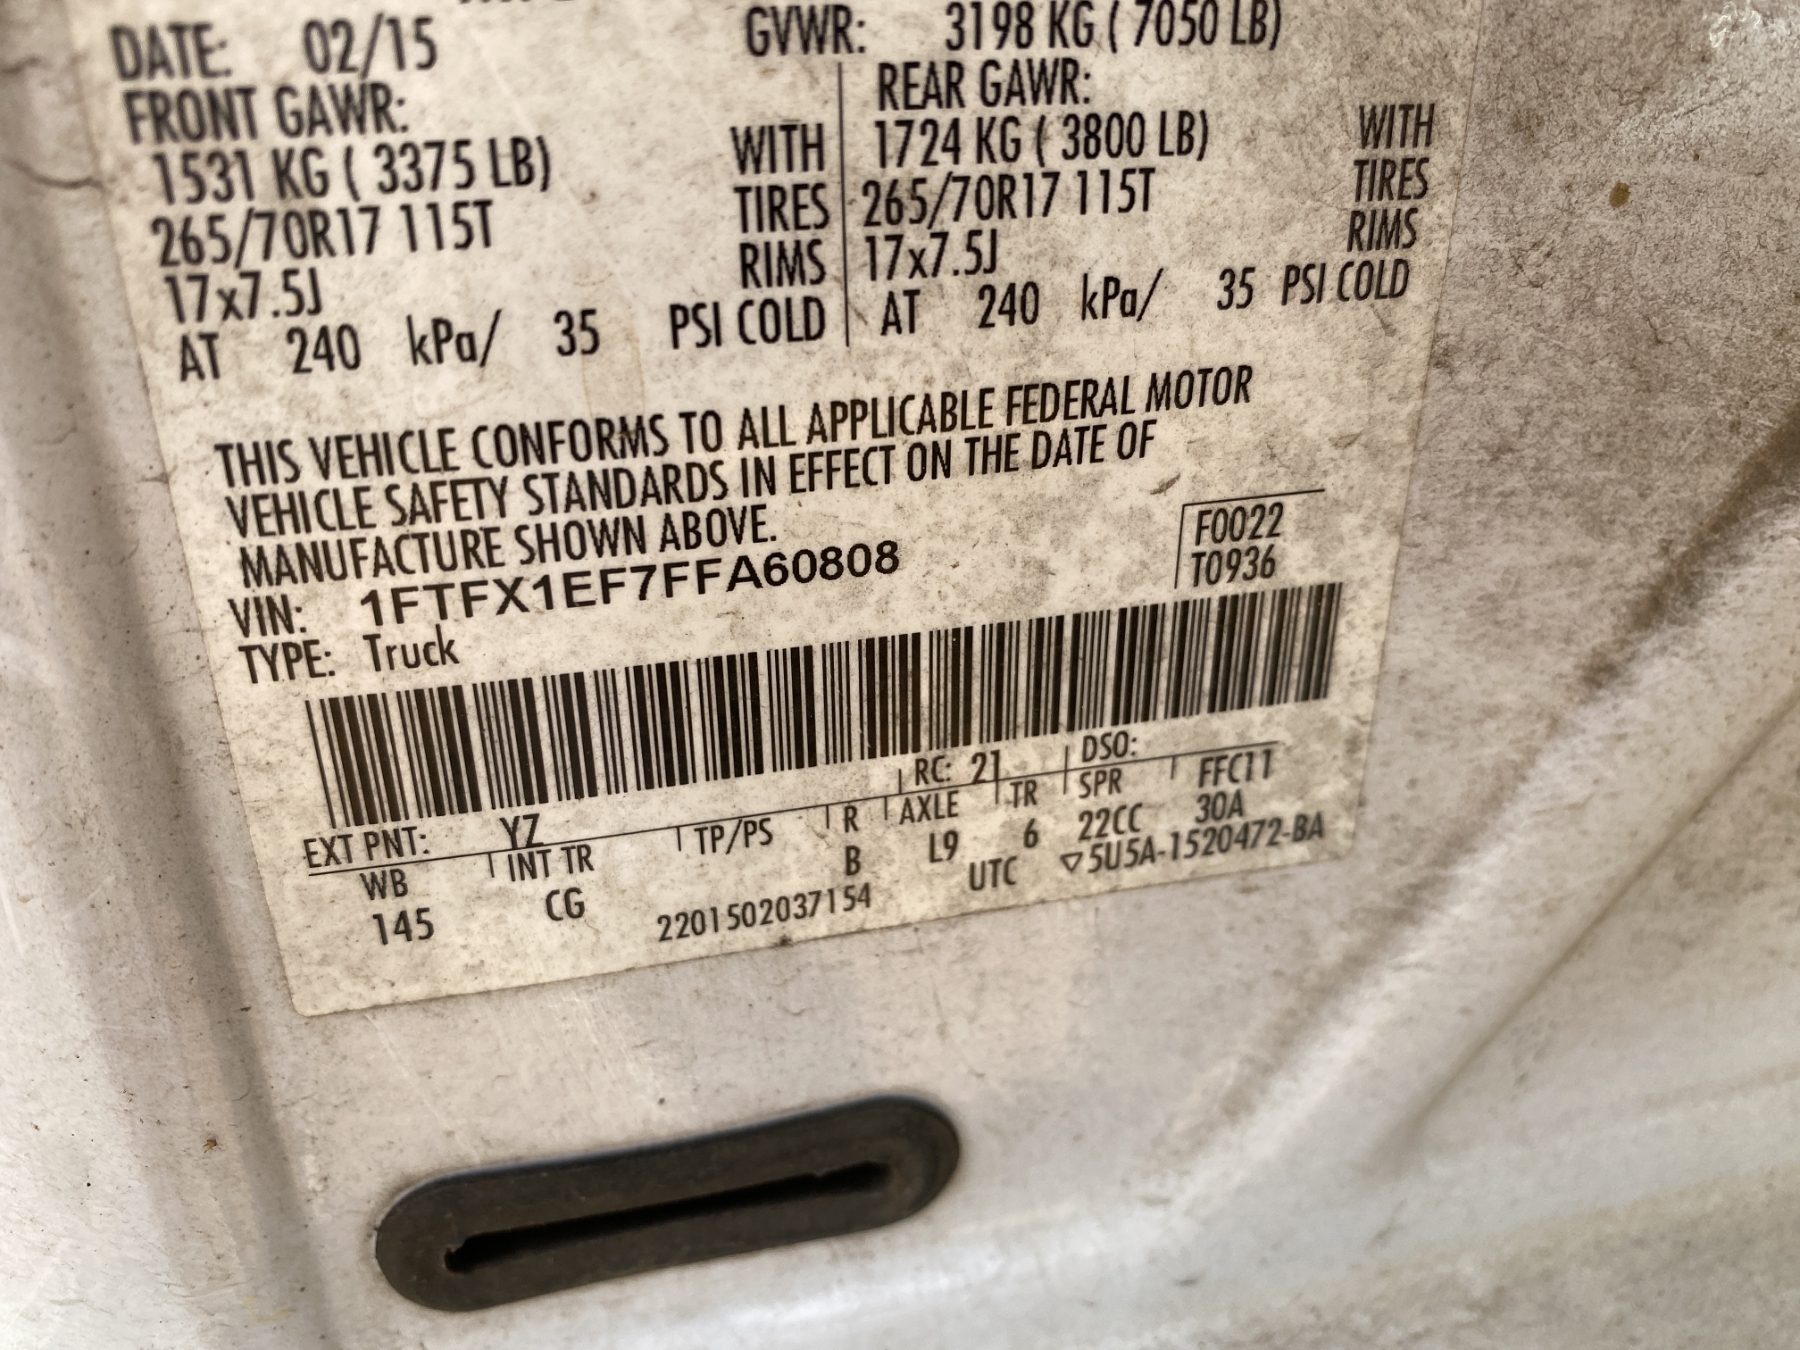 DATE: 02/15 GVWR: 3198 KG ( 7050 LB)
FRONT GAWR: REAR GAWR:
1531 KG ( 3375 LB) WITH 1724 KG ( 3800 LB) WITH
265/70R17 115T TIRES 265/70R17 115T TIRES
17x7.5J RIMS 17x7.5J RIMS
AT 240 kPa/ 35 PSI COLD AT 240 kPa/ 35 PSI COLD
THIS VEHICLE CONFORMS TO ALL APPLICABLE FEDERAL MOTOR
VEHICLE SAFETY STANDARDS IN EFFECT ON THE DATE OF
MANUFACTURE SHOWN ABOVE.
F0022
VIN: 1FTFX1EF7FFA60808 T0936
TYPE: Truck
EXT PNT: YZ RC: 21 DSO:
WB INT TR TP/PS R AXLE TR SPR FFC11
145 CG B L9 6 22CC 30A
2201502037154 UTC ▽5U5A-1520472-BA